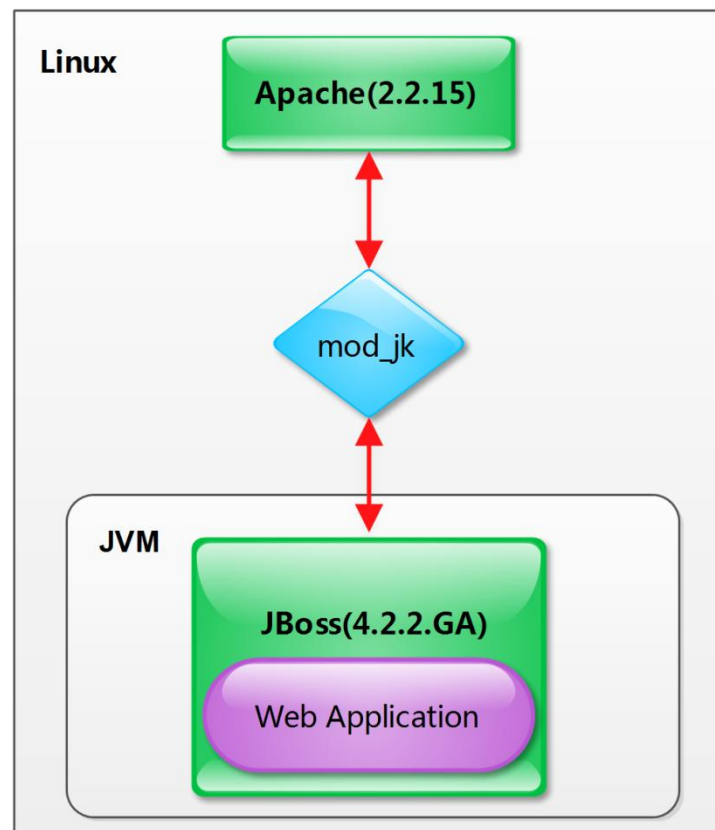 Linux
Apache(2.2.15)
mod_jk
JVM
JBoss(4.2.2.GA)
Web Application